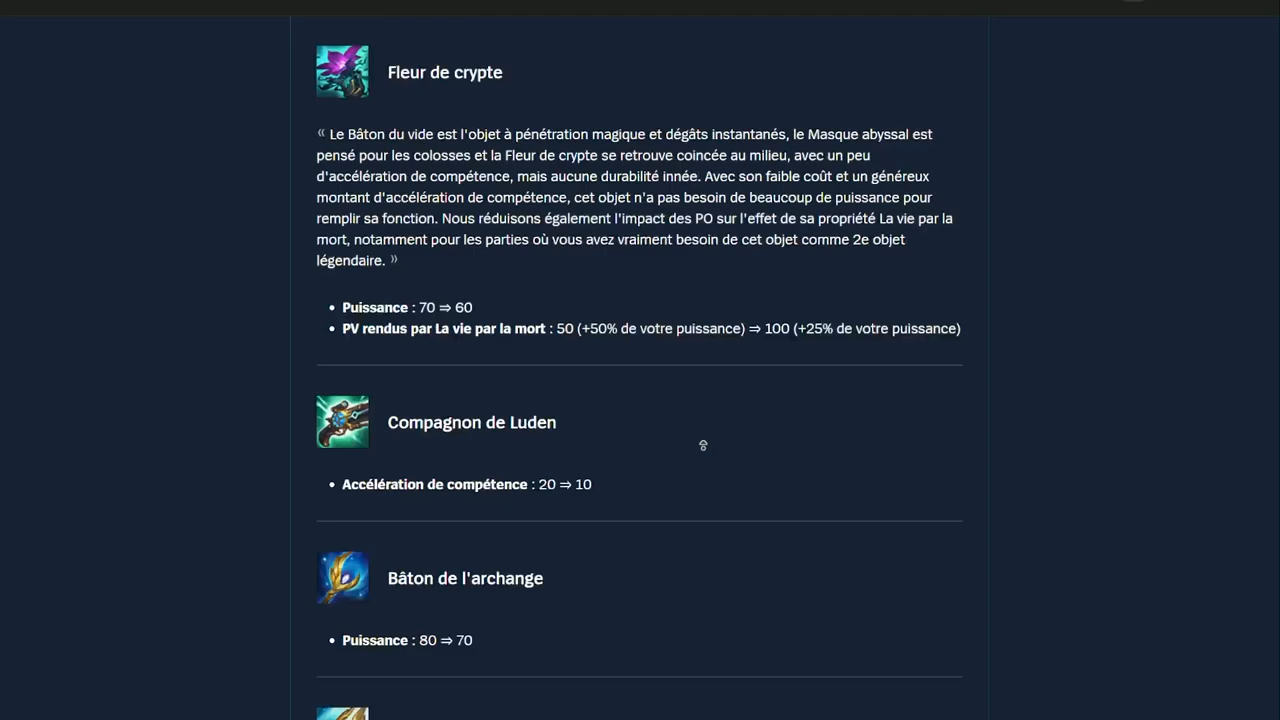 Fleur de crypte
« Le Bâton du vide est l'objet à pénétration magique et dégâts instantanés, le Masque abyssal est
pensé pour les colosses et la Fleur de crypte se retrouve coincée au milieu, avec un peu
d'accélération de compétence, mais aucune durabilité innée. Avec son faible coût et un généreux
montant d'accélération de compétence, cet objet n'a pas besoin de beaucoup de puissance pour
remplir sa fonction. Nous réduisons également l'impact des PO sur l'effet de sa propriété La vie par la
mort, notamment pour les parties où vous avez vraiment besoin de cet objet comme 2e objet
légendaire. »
• Puissance : 70 ⇒ 60
• PV rendus par La vie par la mort : 50 (+50% de votre puissance) ⇒ 100 (+25% de votre puissance)
Compagnon de Luden
• Accélération de compétence : 20 ⇒ 10
Bâton de l'archange
• Puissance : 80 ⇒ 70